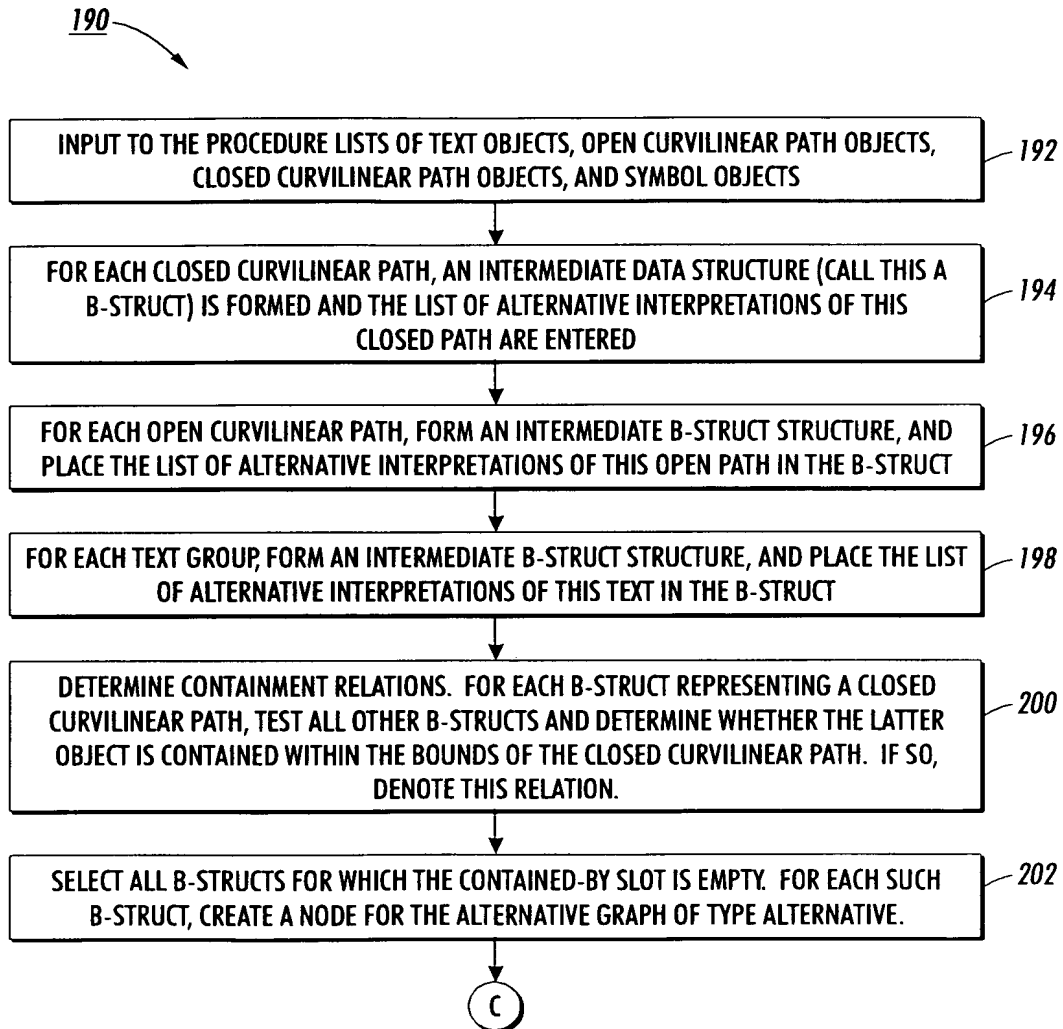 190
INPUT TO THE PROCEDURE LISTS OF TEXT OBJECTS, OPEN CURVILINEAR PATH OBJECTS,
CLOSED CURVILINEAR PATH OBJECTS, AND SYMBOL OBJECTS
192
FOR EACH CLOSED CURVILINEAR PATH, AN INTERMEDIATE DATA STRUCTURE (CALL THIS A
B-STRUCT) IS FORMED AND THE LIST OF ALTERNATIVE INTERPRETATIONS OF THIS
CLOSED PATH ARE ENTERED
194
FOR EACH OPEN CURVILINEAR PATH, FORM AN INTERMEDIATE B-STRUCT STRUCTURE, AND
PLACE THE LIST OF ALTERNATIVE INTERPRETATIONS OF THIS OPEN PATH IN THE B-STRUCT
196
FOR EACH TEXT GROUP, FORM AN INTERMEDIATE B-STRUCT STRUCTURE, AND PLACE THE LIST
OF ALTERNATIVE INTERPRETATIONS OF THIS TEXT IN THE B-STRUCT
198
DETERMINE CONTAINMENT RELATIONS. FOR EACH B-STRUCT REPRESENTING A CLOSED
CURVILINEAR PATH, TEST ALL OTHER B-STRUCTS AND DETERMINE WHETHER THE LATTER
OBJECT IS CONTAINED WITHIN THE BOUNDS OF THE CLOSED CURVILINEAR PATH. IF SO,
DENOTE THIS RELATION.
200
SELECT ALL B-STRUCTS FOR WHICH THE CONTAINED-BY SLOT IS EMPTY. FOR EACH SUCH
B-STRUCT, CREATE A NODE FOR THE ALTERNATIVE GRAPH OF TYPE ALTERNATIVE.
202
C